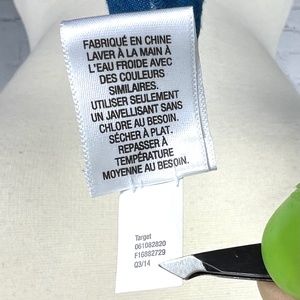 FABRIQUÉ EN CHINE
LAVER À LA MAIN À
L'EAU FROIDE AVEC
DES COULEURS
SIMILAIRES.
UTILISER SEULEMENT
UN JAVELLISANT SANS
CHLORE AU BESOIN.
SÉCHER À PLAT.
REPASSER À
TEMPÉRATURE
MOYENNE AU BESOIN.
Target
061082820
F16882729
Q3/14